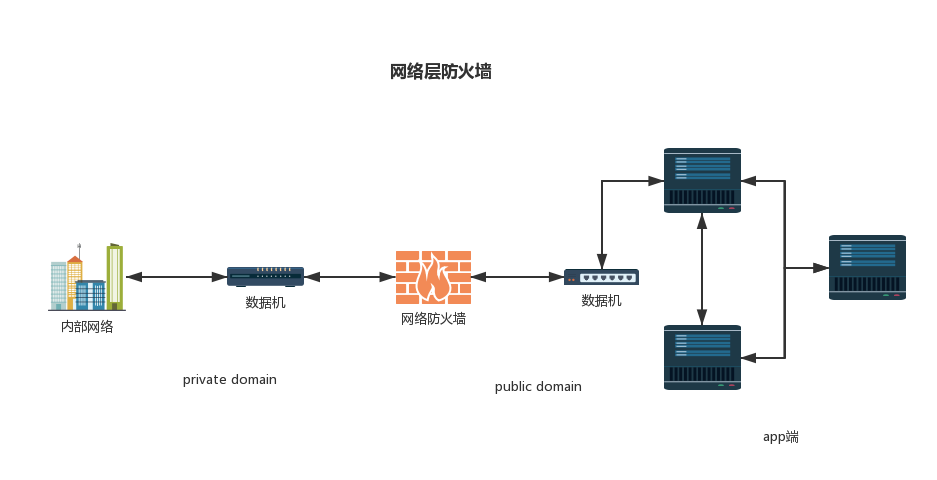 网络层防火墙
内部网络
数据机
网络防火墙
数据机
private domain
public domain
app端